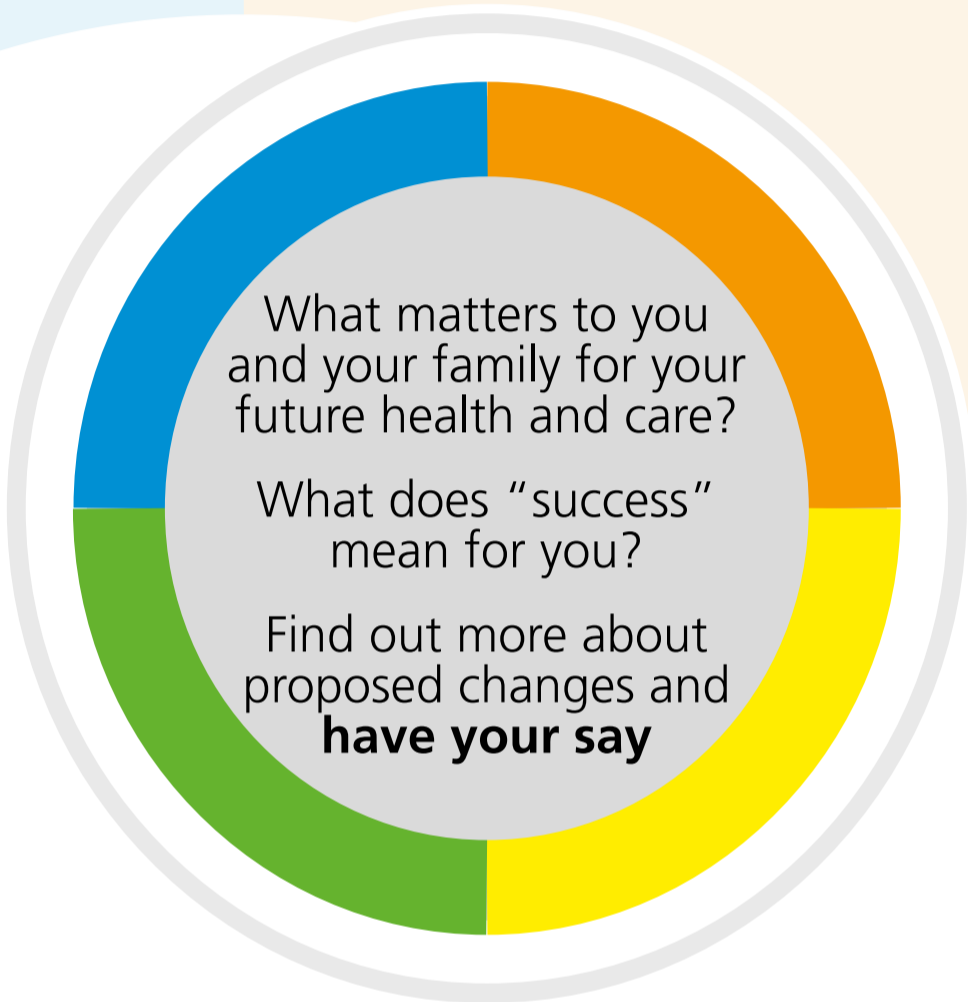 What matters to you
and your family for your
future health and care?
What does “success”
mean for you?
Find out more about
proposed changes and
have your say